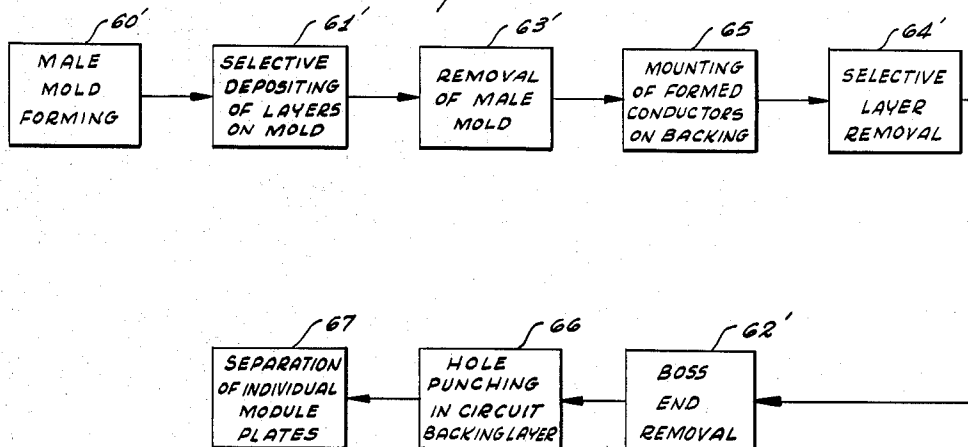 60'
MALE
MOLD
FORMING
61'
SELECTIVE
DEPOSITING
OF LAYERS
ON MOLD
63'
REMOVAL
OF MALE
MOLD
65
MOUNTING
OF FORMED
CONDUCTORS
ON BACKING
64'
SELECTIVE
LAYER
REMOVAL
62'
BOSS
END
REMOVAL
66
HOLE
PUNCHING
IN CIRCUIT
BACKING LAYER
67
SEPARATION
OF INDIVIDUAL
MODULE
PLATES